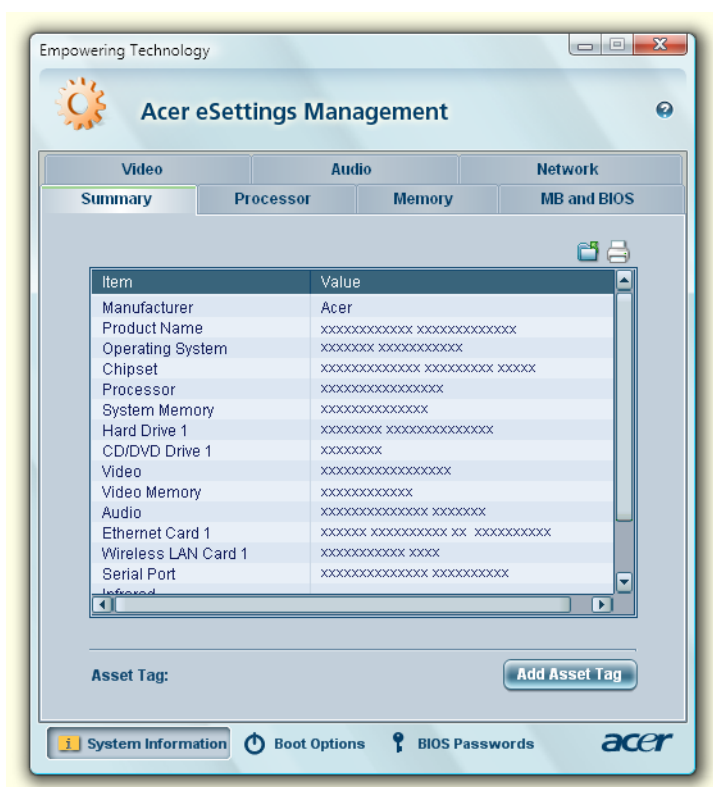 Empowering Technology
Acer eSettings Management
Video Audio Network
Summary Processor Memory MB and BIOS
Item Value
Manufacturer Acer
Product Name xxxxxxxxxxxx xxxxxxxxxxxxx
Operating System xxxxxxx xxxxxxxxxxx
Chipset xxxxxxxxxxxxx xxxxxxxxx xxxxx
Processor xxxxxxxxxxxxxxxx
System Memory xxxxxxxxxxxxxx
Hard Drive 1 xxxxxxxx xxxxxxxxxxxxxx
CD/DVD Drive 1 xxxxxxxx
Video xxxxxxxxxxxxxxxxx
Video Memory xxxxxxxxxxxx
Audio xxxxxxxxxxxxxx xxxxxxx
Ethernet Card 1 xxxxxx xxxxxxxxxx xx xxxxxxxxxx
Wireless LAN Card 1 xxxxxxxxxxx xxxx
Serial Port xxxxxxxxxxxxxx xxxxxxxxxx
Infrared
Asset Tag: Add Asset Tag
System Information Boot Options BIOS Passwords acer